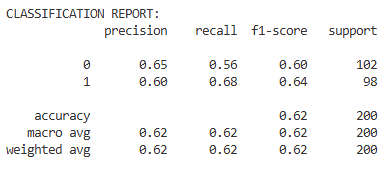 CLASSIFICATION REPORT:
precision recall f1-score support
0 0.65 0.56 0.60 102
1 0.60 0.68 0.64 98
accuracy 0.62 200
macro avg 0.62 0.62 0.62 200
weighted avg 0.62 0.62 0.62 200